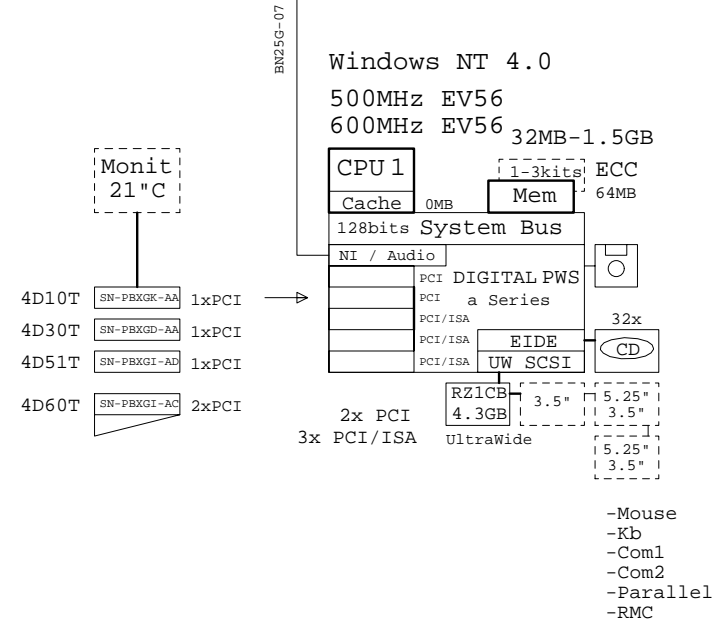 BN25G-07
Windows NT 4.0
500MHz EV56
600MHz EV56
32MB-1.5GB
Monit
21"C
CPU 1
1-3kits
ECC
Cache
0MB
Mem
64MB
128bits System Bus
NI / Audio
PCI
DIGITAL PWS
4D10T
SN-PBXGK-AA
1xPCI
PCI
a Series
4D30T
SN-PBXGD-AA
1xPCI
PCI/ISA
32x
PCI/ISA
EIDE
CD
4D51T
SN-PBXGI-AD
1xPCI
PCI/ISA
UW SCSI
4D60T
SN-PBXGI-AC
2xPCI
RZ1CB
4.3GB
3.5"
5.25"
3.5"
2x PCI
3x PCI/ISA
UltraWide
5.25"
3.5"
-Mouse
-Kb
-Com1
-Com2
-Parallel
-RMC